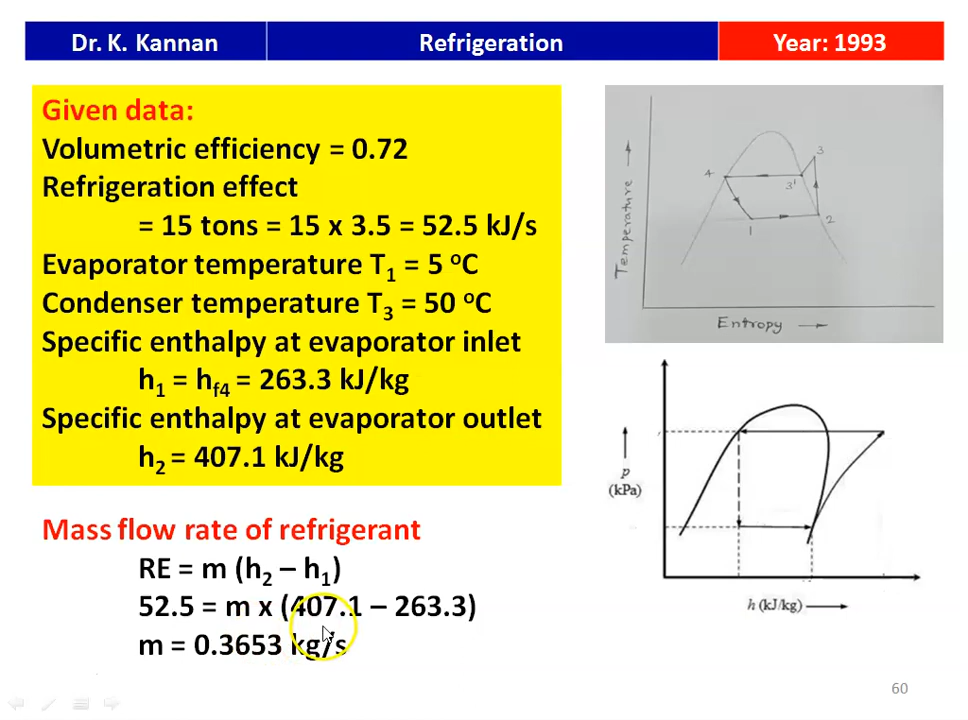 Dr. K. Kannan
Refrigeration
Year: 1993
Given data:
Volumetric efficiency = 0.72
Refrigeration effect
= 15 tons = 15 x 3.5 = 52.5 kJ/s
Evaporator temperature T₁ = 5 ᵒC
Condenser temperature T₃ = 50 ᵒC
Specific enthalpy at evaporator inlet
h₁ = h_f4 = 263.3 kJ/kg
Specific enthalpy at evaporator outlet
h₂ = 407.1 kJ/kg
Mass flow rate of refrigerant
RE = m (h₂ – h₁)
52.5 = m x (407.1 – 263.3)
m = 0.3653 kg/s
Temperature
4
3
3'
1
2
Entropy
p
(kPa)
h (kJ/kg)
60